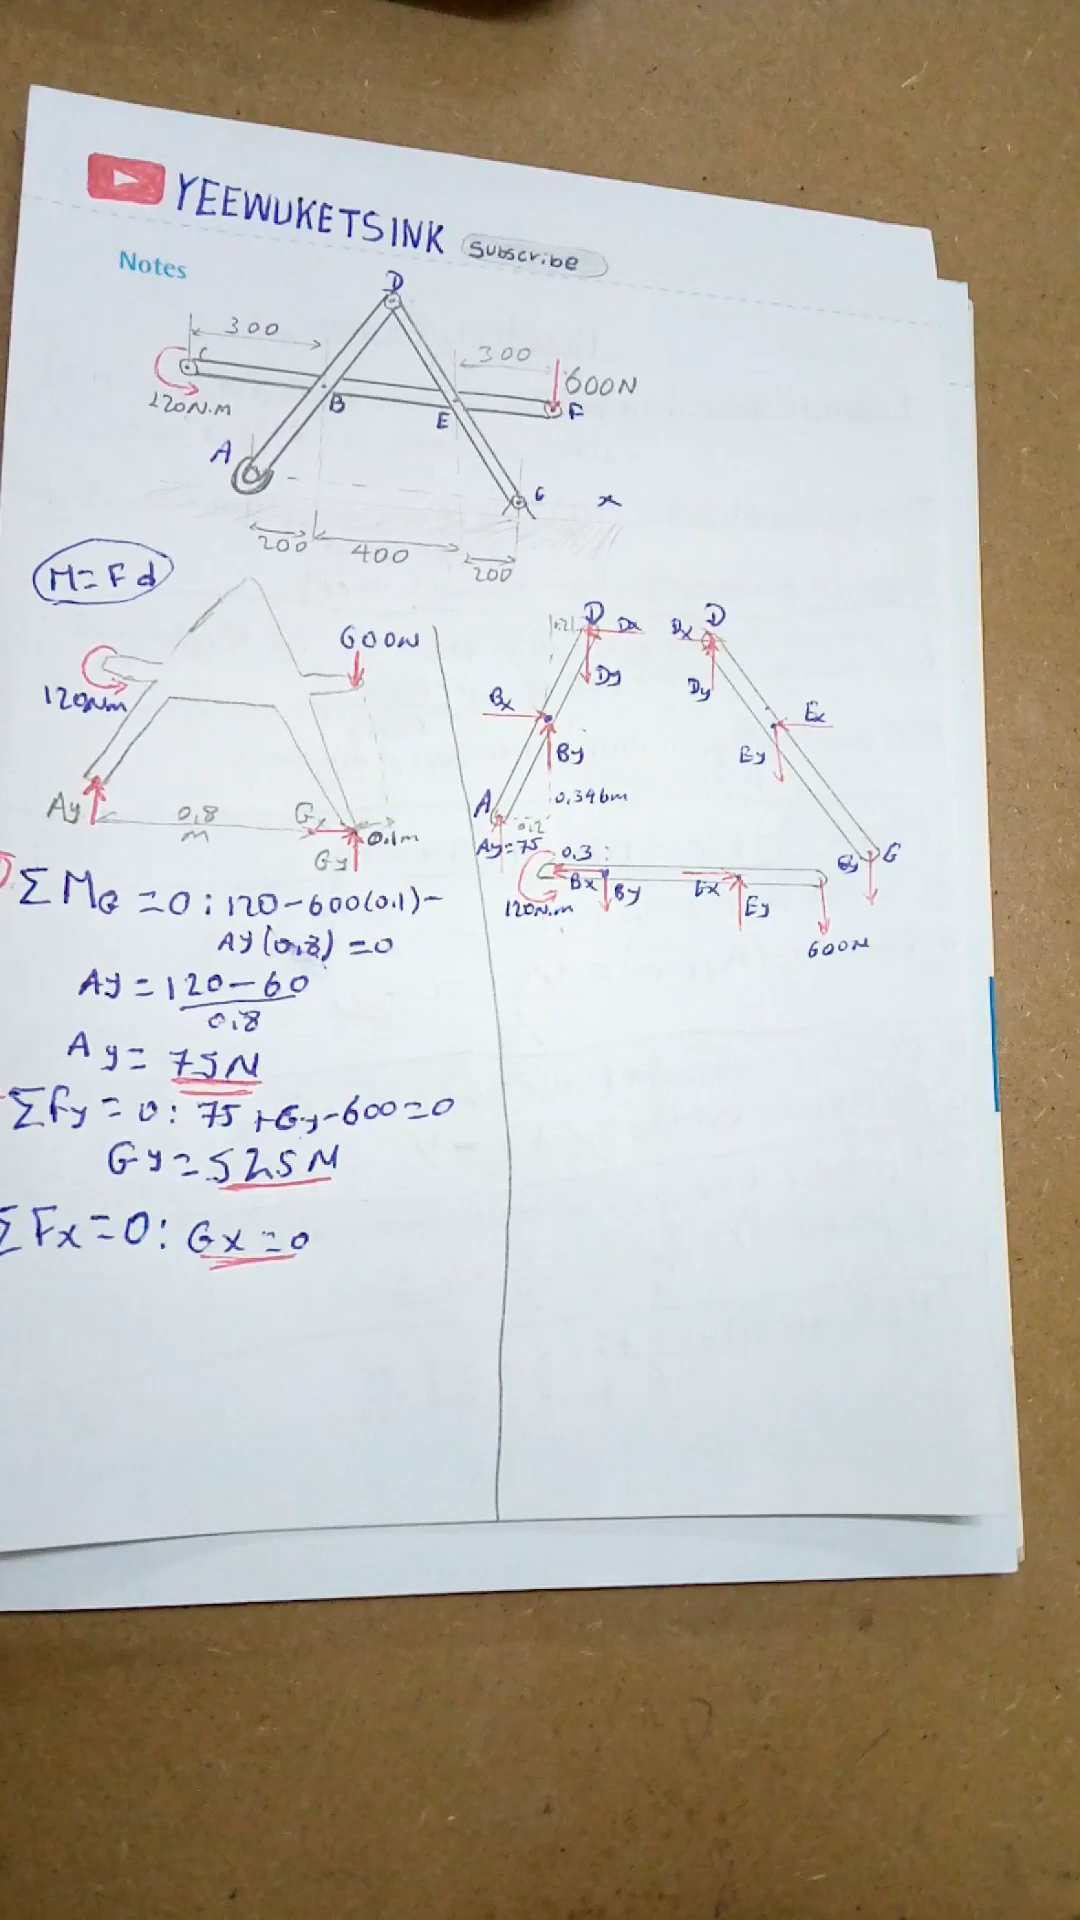 YEEWUKETSINK subscribe
Notes
D
300
300
C
600N
120N.M
B
E
F
A
G
x
200
400
200
M=Fd
600N
120Nm
Ay
0.8
M
Gx
0.1m
Gy
ΣMG =0: 120-600(0.1)-
Ay(0.8) =0
Ay = 120-60
0.8
Ay= 75N
ΣFy = 0: 75 +Gy-600=0
Gy=525N
ΣFx=0: Gx=0
D
Dx
Dx
D
Dy
Dy
Bx
Ex
By
Ey
0.346m
A
0.2
Ay=75
0.3
G
Bx
By
Ex
Ey
120N.m
600N